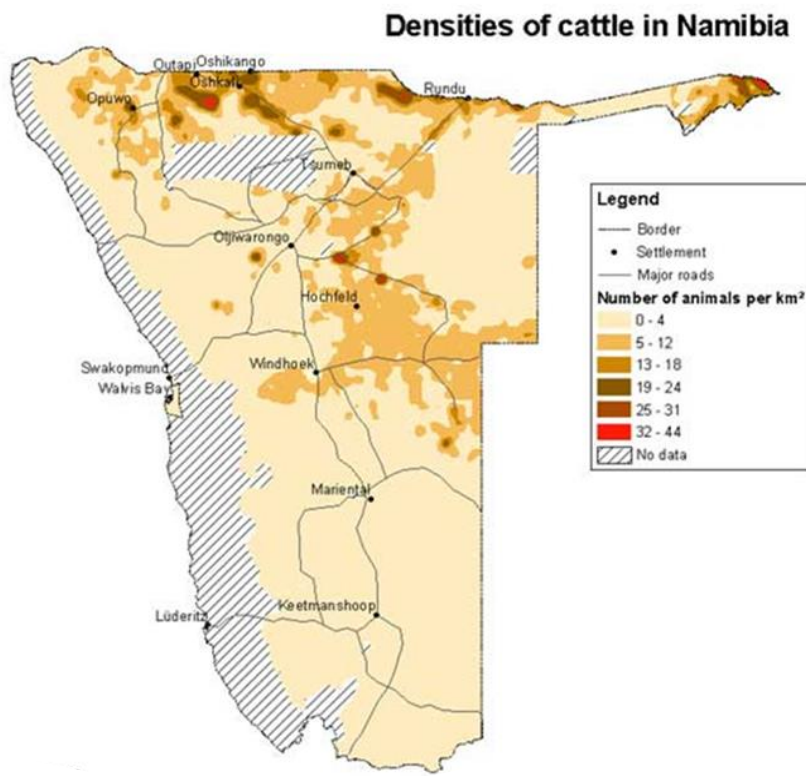 Densities of cattle in Namibia
Outapi
Oshikango
Oshkati
Opuwo
Rundu
Tsumeb
Otjiwarongo
Hochfeld
Swakopmund
Walvis Bay
Windhoek
Mariental
Keetmanshoop
Lüderitz
Legend
Border
Settlement
Major roads
Number of animals per km²
0 - 4
5 - 12
13 - 18
19 - 24
25 - 31
32 - 44
No data